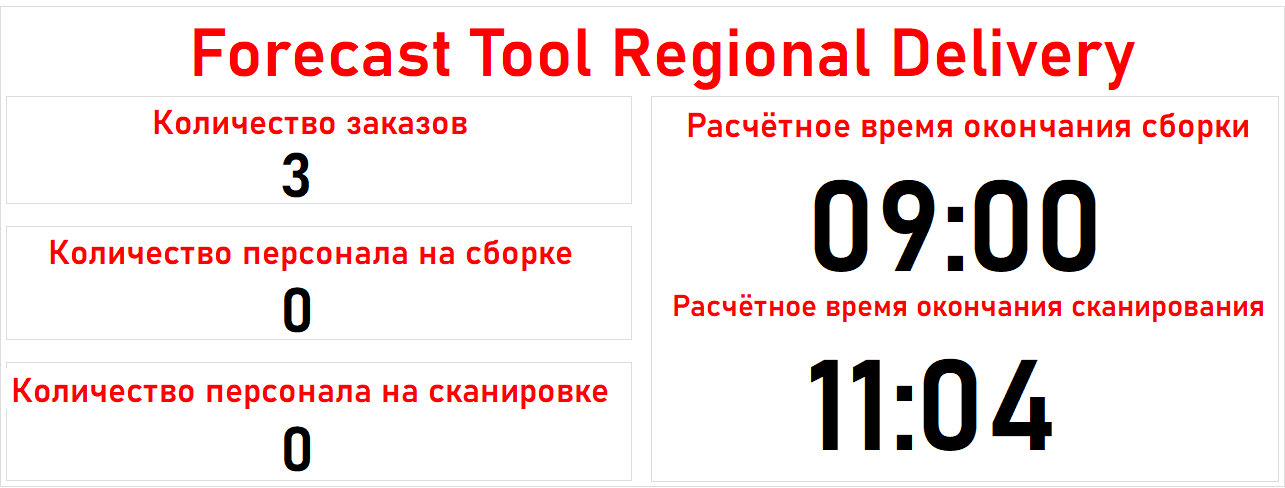 Forecast Tool Regional Delivery
Количество заказов
3
Количество персонала на сборке
0
Количество персонала на сканировке
0
Расчётное время окончания сборки
09:00
Расчётное время окончания сканирования
11:04